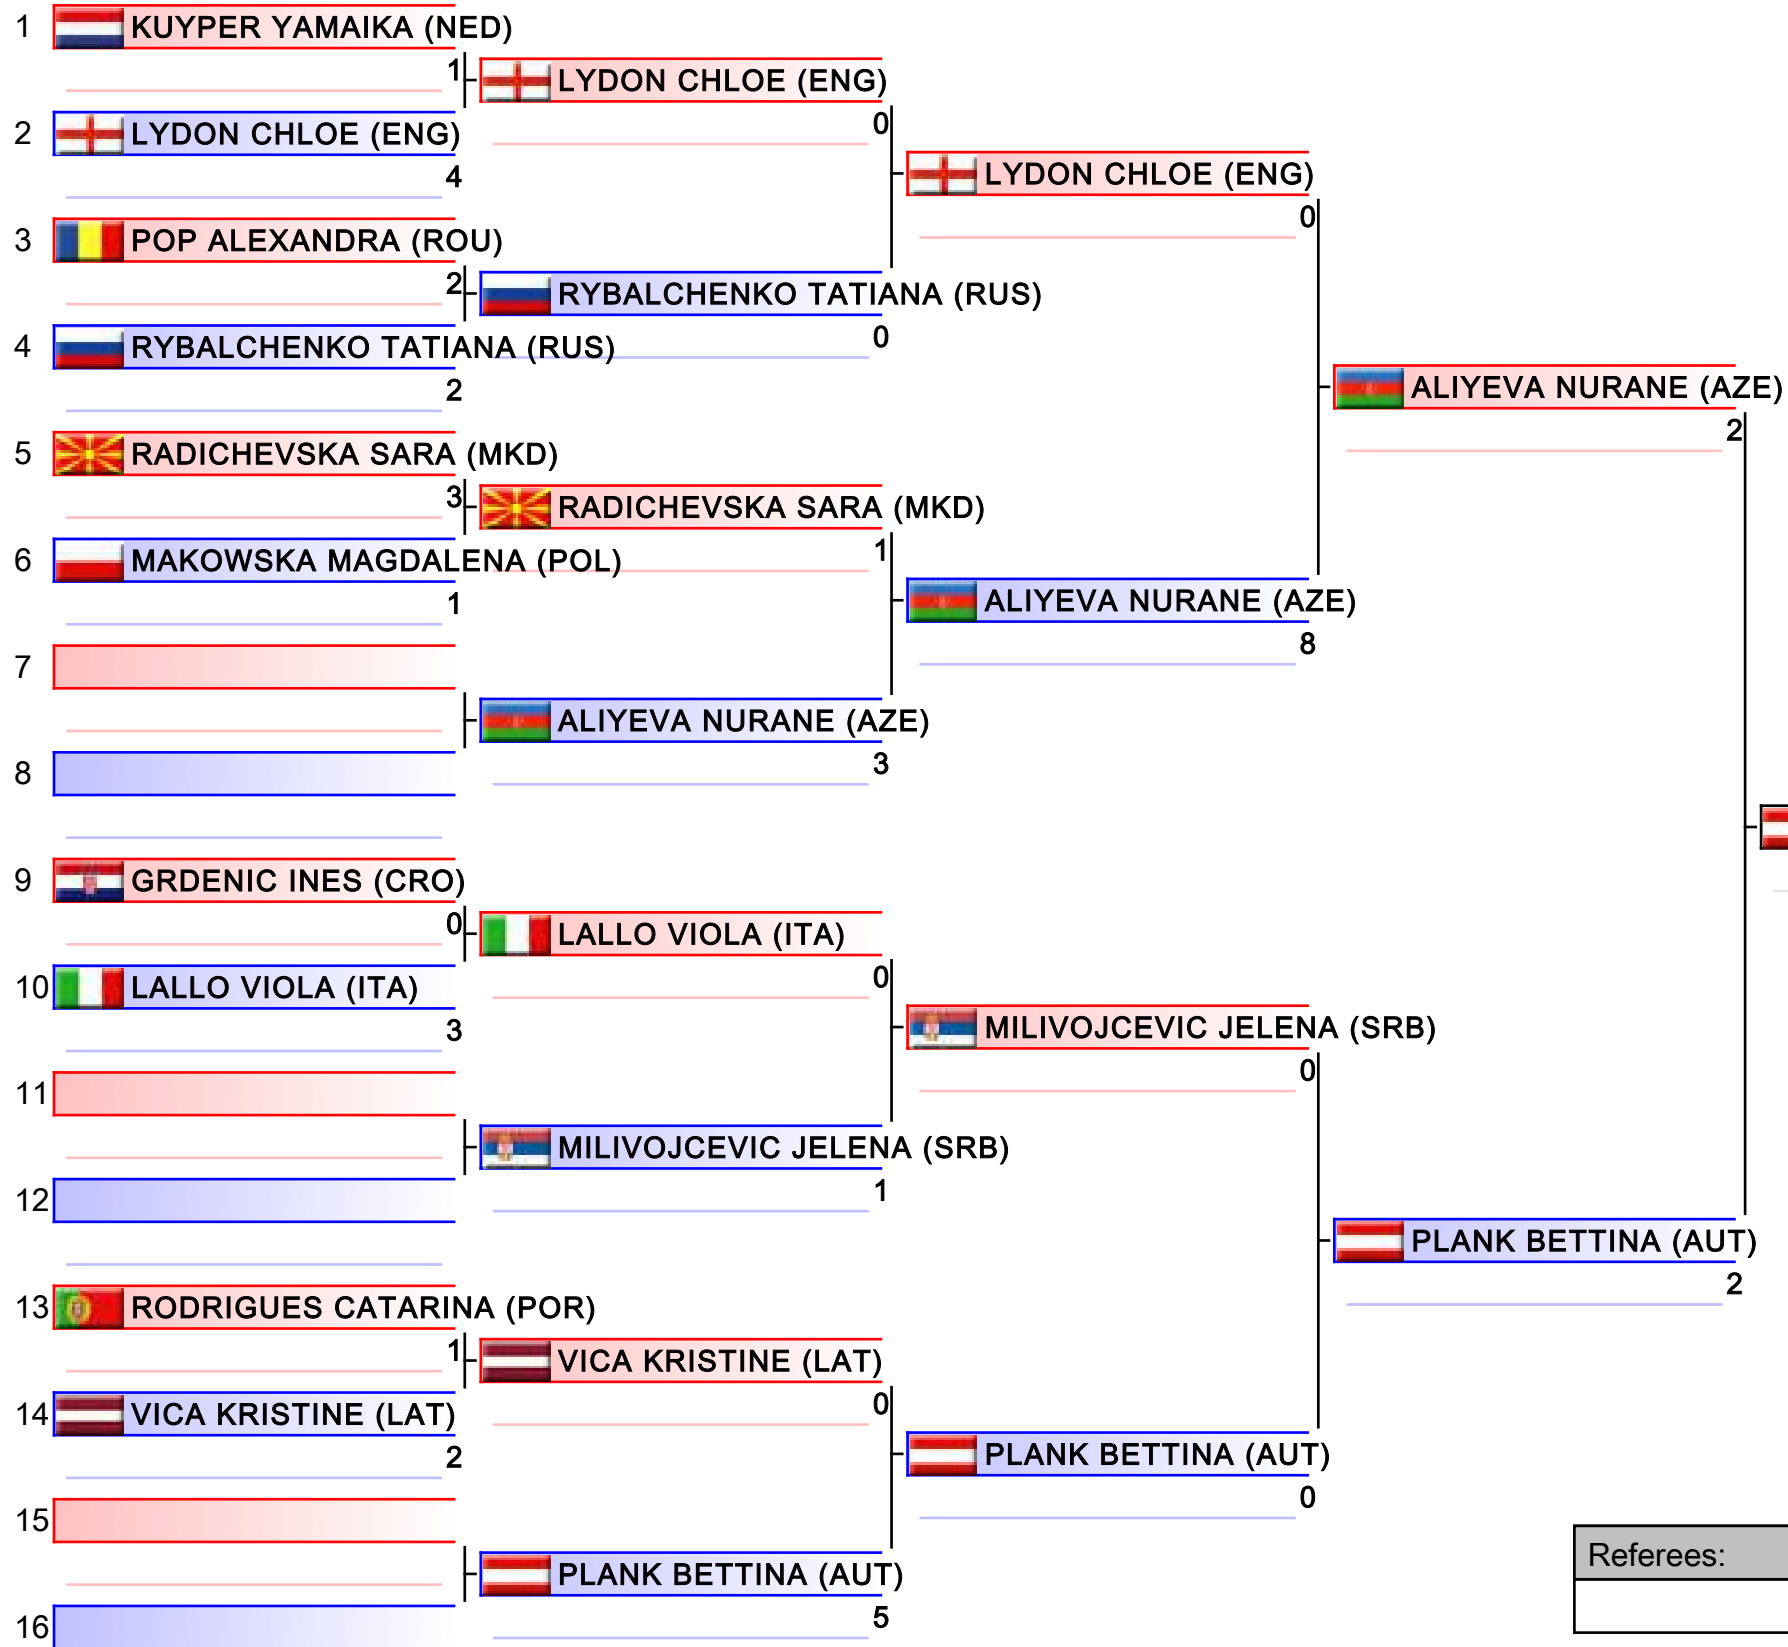 1 KUYPER YAMAIKA (NED)
1
LYDON CHLOE (ENG)
0
2 LYDON CHLOE (ENG)
4
LYDON CHLOE (ENG)
0
3 POP ALEXANDRA (ROU)
2
RYBALCHENKO TATIANA (RUS)
0
4 RYBALCHENKO TATIANA (RUS)
2
ALIYEVA NURANE (AZE)
2
5 RADICHEVSKA SARA (MKD)
3
RADICHEVSKA SARA (MKD)
1
6 MAKOWSKA MAGDALENA (POL)
1
ALIYEVA NURANE (AZE)
8
7
ALIYEVA NURANE (AZE)
3
8
9 GRDENIC INES (CRO)
0
LALLO VIOLA (ITA)
0
10 LALLO VIOLA (ITA)
3
MILIVOJCEVIC JELENA (SRB)
0
11
MILIVOJCEVIC JELENA (SRB)
1
12
PLANK BETTINA (AUT)
2
13 RODRIGUES CATARINA (POR)
1
VICA KRISTINE (LAT)
0
14 VICA KRISTINE (LAT)
2
PLANK BETTINA (AUT)
0
15
PLANK BETTINA (AUT)
5
16
Referees: